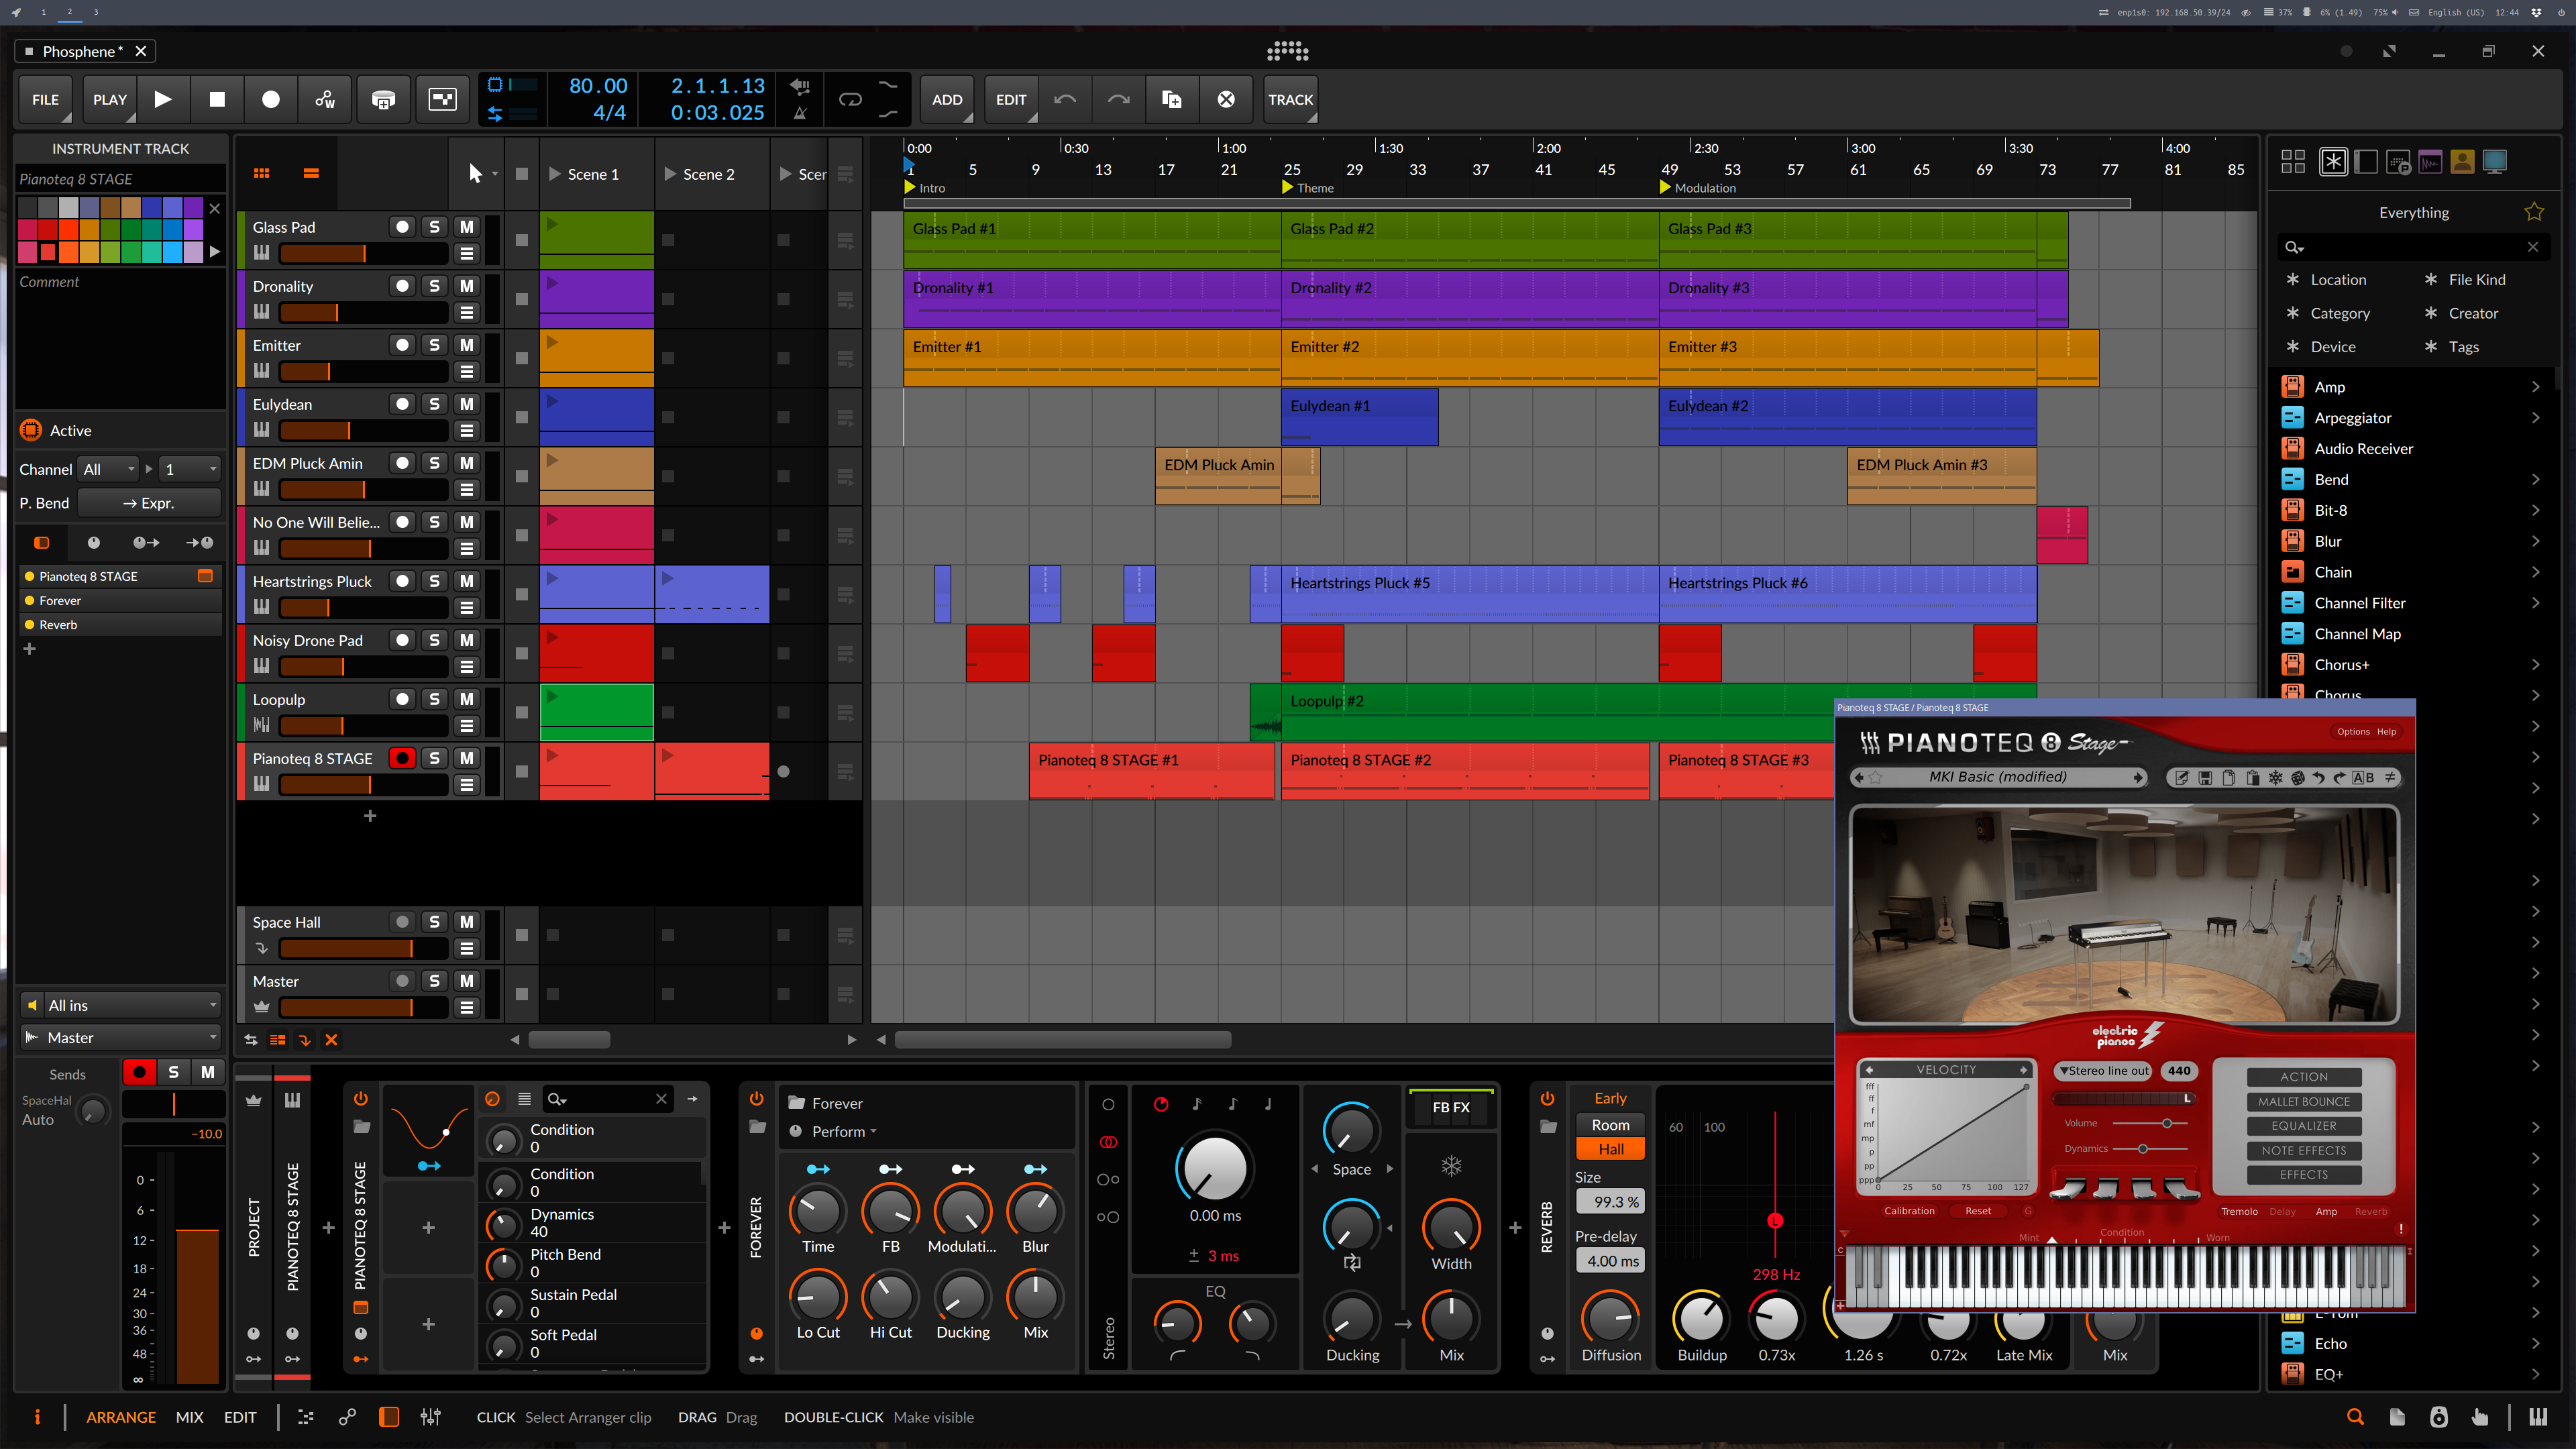 1 2 3
enp1s0: 192.168.50.39/24 37% 6% (1.49) 75% English (US) 12:44
Phosphene*
FILE PLAY 80.00 2.1.1.13 ADD EDIT TRACK
4/4 0:03.025
INSTRUMENT TRACK
Pianoteq 8 STAGE
Comment
Active
Channel All 1
P. Bend → Expr.
Pianoteq 8 STAGE
Forever
Reverb
All ins
Master
Sends S M
SpaceHal
Auto
-10.0
0
6
12
18
24
30
36
48
∞
Scene 1 Scene 2 Scer
0:00 0:30 1:00 1:30 2:00 2:30 3:00 3:30 4:00
1 5 9 13 17 21 25 29 33 37 41 45 49 53 57 61 65 69 73 77 81 85
Intro Theme Modulation
Glass Pad S M Glass Pad #1 Glass Pad #2 Glass Pad #3
Dronality S M Dronality #1 Dronality #2 Dronality #3
Emitter S M Emitter #1 Emitter #2 Emitter #3
Eulydean S M Eulydean #1 Eulydean #2
EDM Pluck Amin S M EDM Pluck Amin EDM Pluck Amin #3
No One Will Belie... S M
Heartstrings Pluck S M Heartstrings Pluck #5 Heartstrings Pluck #6
Noisy Drone Pad S M
Loopulp S M Loopulp #2
Pianoteq 8 STAGE S M Pianoteq 8 STAGE #1 Pianoteq 8 STAGE #2 Pianoteq 8 STAGE #3
Space Hall S M
Master S M
Everything
Location File Kind
Category Creator
Device Tags
Amp
Arpeggiator
Audio Receiver
Bend
Bit-8
Blur
Chain
Channel Filter
Channel Map
Chorus+
Chorus
Echo
EQ+
Pianoteq 8 STAGE / Pianoteq 8 STAGE
PIANOTEQ 8 Stage
Options Help
MKI Basic (modified)
A B
electric pianos
VELOCITY
fff
ff
f
mf
mp
p
pp
ppp
0 25 50 75 100 127
Calibration Reset G
Stereo line out 440
L
Volume
Dynamics
ACTION
MALLET BOUNCE
EQUALIZER
NOTE EFFECTS
EFFECTS
Tremolo Delay Amp Reverb
Mint Condition Worn
!
PROJECT
PIANOTEQ 8 STAGE
PIANOTEQ 8 STAGE
Condition
0
Condition
0
Dynamics
40
Pitch Bend
0
Sustain Pedal
0
Soft Pedal
0
FOREVER
Forever
Perform
Time FB Modulati... Blur
Lo Cut Hi Cut Ducking Mix
Stereo
0.00 ms
± 3 ms
EQ
Space
Ducking
FB FX
Width
Mix
REVERB
Early
Room
Hall
Size
99.3 %
Pre-delay
4.00 ms
Diffusion
60 100
L
298 Hz
Buildup 0.73x 1.26 s 0.72x Late Mix Mix
i ARRANGE MIX EDIT CLICK Select Arranger clip DRAG Drag DOUBLE-CLICK Make visible